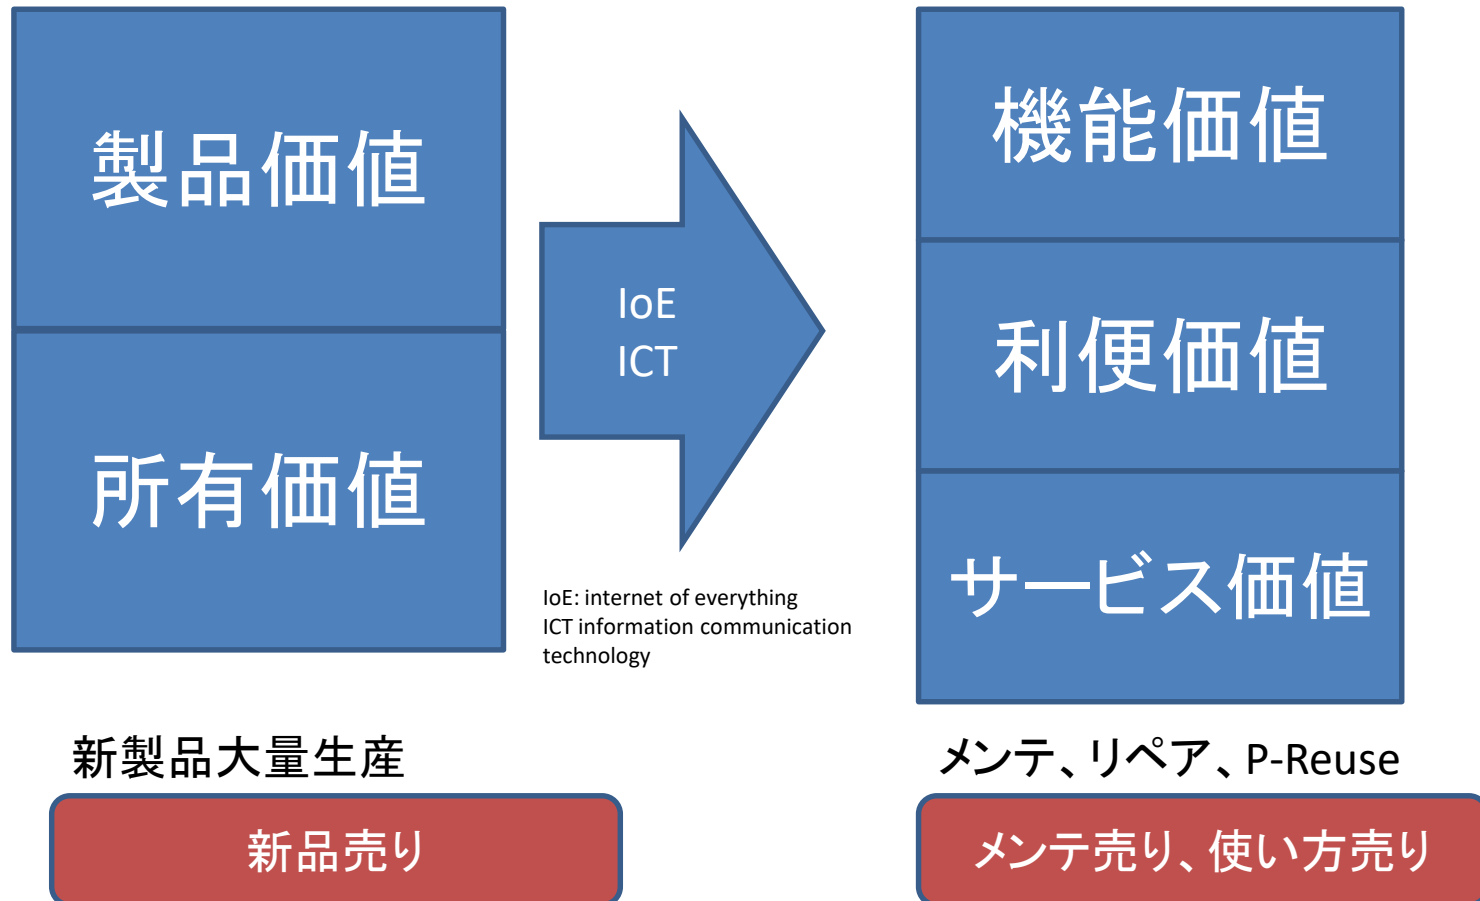 製品価値
所有価値
IoE
ICT
IoE: internet of everything
ICT information communication
technology
機能価値
利便価値
サービス価値
新製品大量生産
新品売り
メンテ、リペア、P-Reuse
メンテ売り、使い方売り